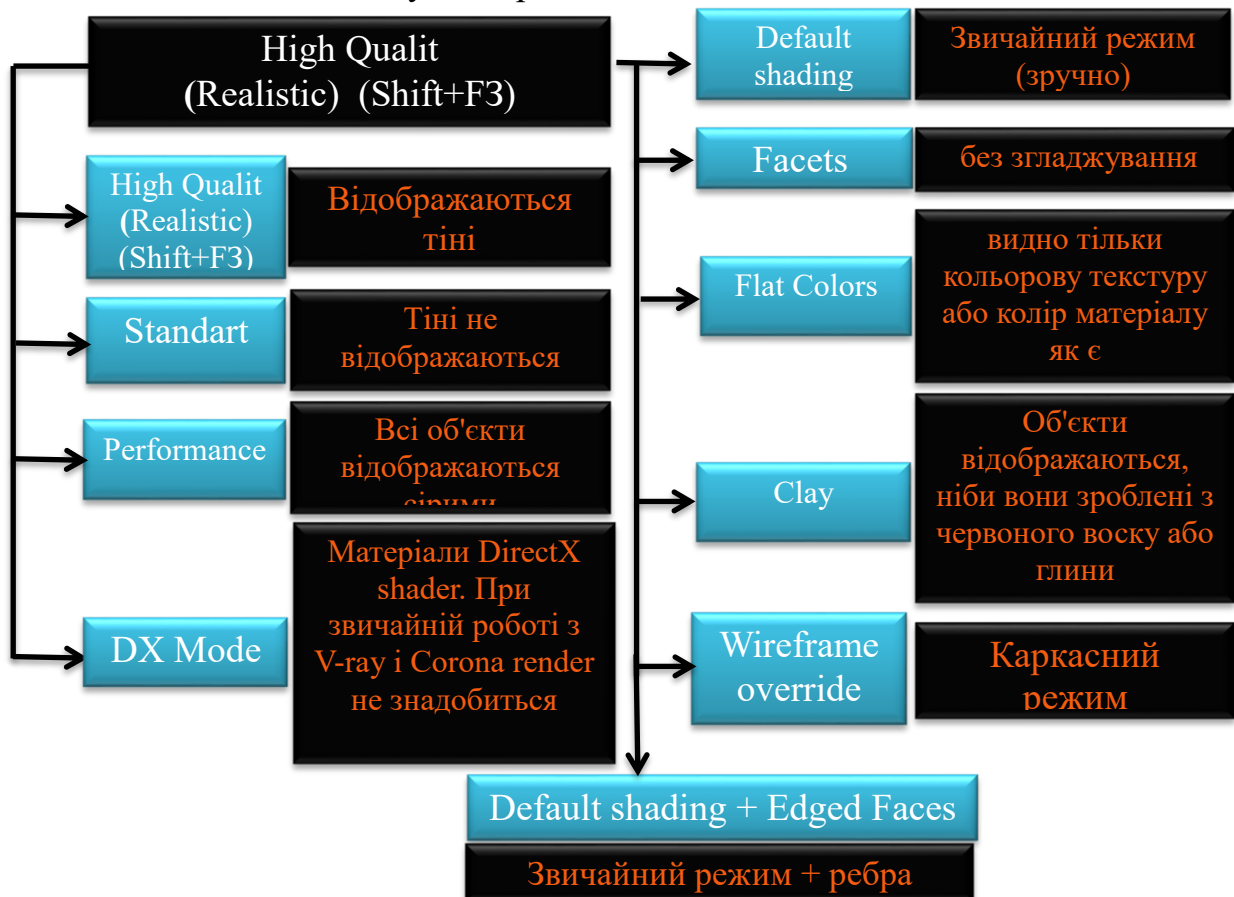 High Qualit
(Realistic) (Shift+F3)
High Qualit
(Realistic)
(Shift+F3)
Відображаються
тіні
Standart
Тіні не
відображаються
Performance
Всі об'єкти
відображаються
сірими
DX Mode
Матеріали DirectX
shader. При
звичайній роботі з
V-ray і Corona render
не знадобиться
Default
shading
Звичайний режим
(зручно)
Facets
без згладжування
Flat Colors
видно тільки
кольорову текстуру
або колір матеріалу
як є
Clay
Об'єкти
відображаються,
ніби вони зроблені з
червоного воску або
глини
Wireframe
override
Каркасний
режим
Default shading + Edged Faces
Звичайний режим + ребра